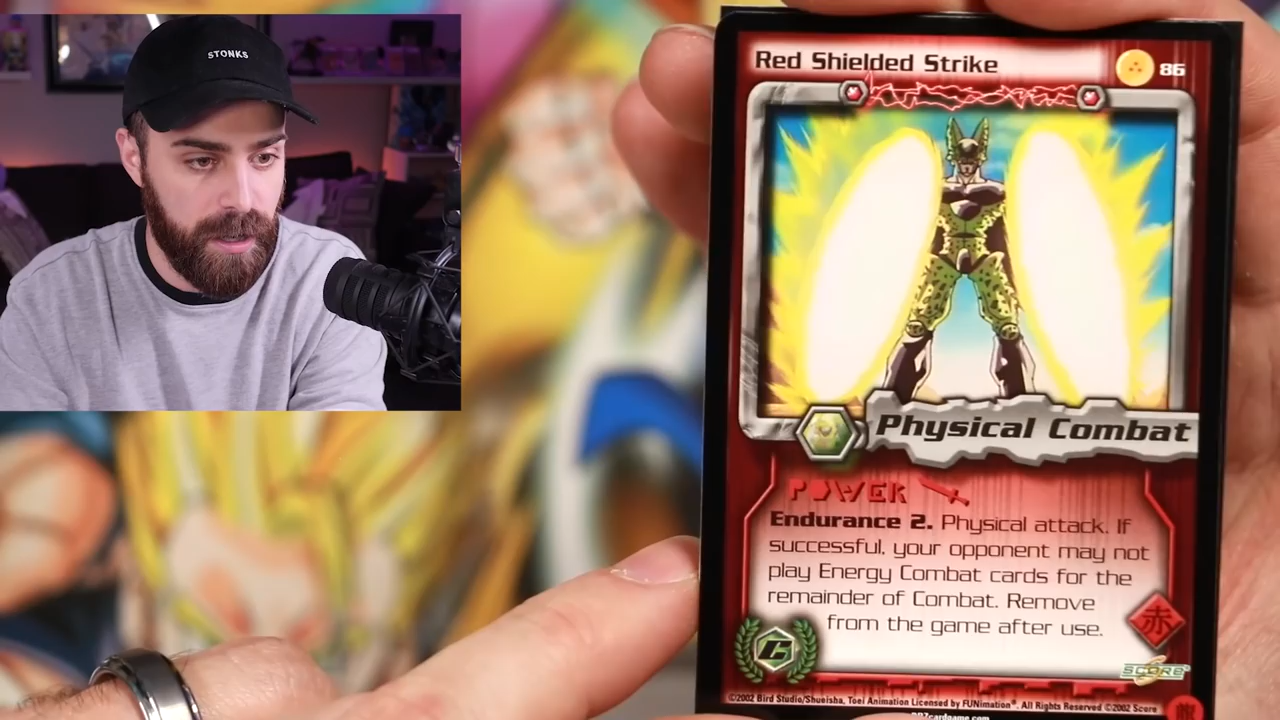 STONKS
Red Shielded Strike
86
Physical Combat
POWER
Endurance 2. Physical attack. If
successful, your opponent may not
play Energy Combat cards for the
remainder of Combat. Remove
from the game after use.
赤
SCORE
©2002 Bird Studio/Shueisha, Toei Animation Licensed by FUNimation®. All Rights Reserved ©2002 Score